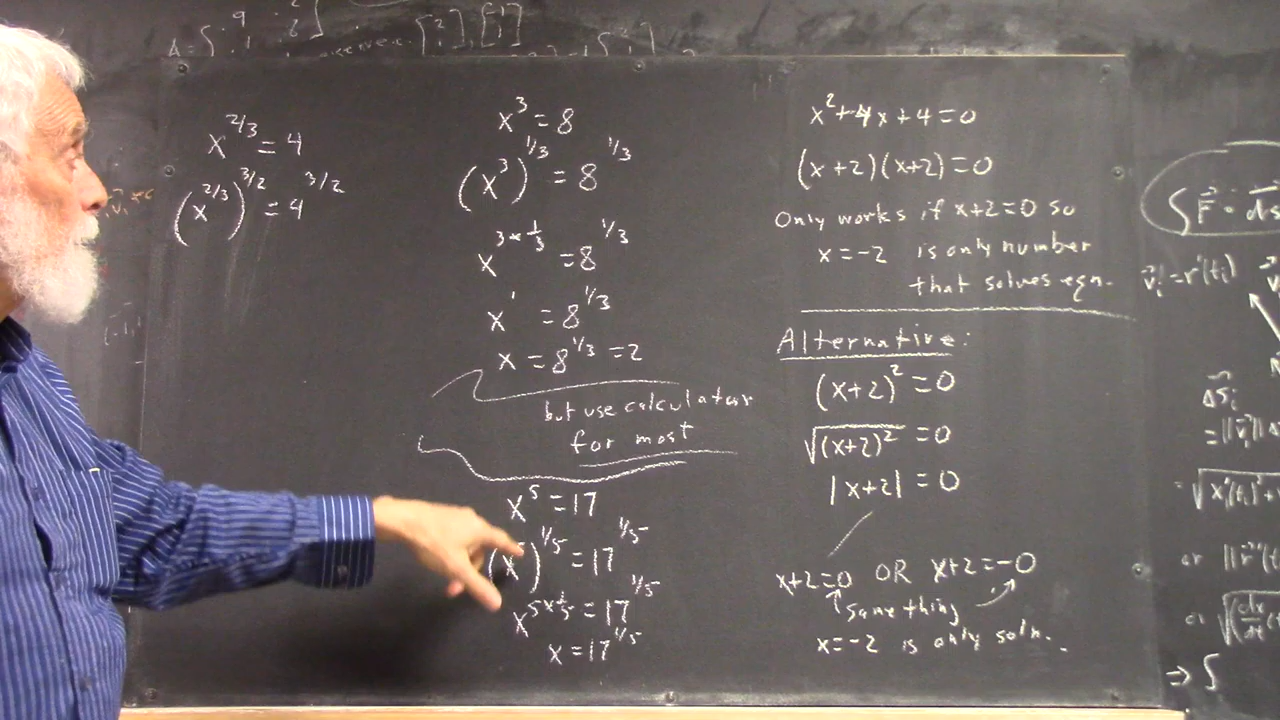 x^{2/3} = 4
(x^{2/3})^{3/2} = 4^{3/2}
x^3 = 8
(x^3)^{1/3} = 8^{1/3}
x^{3×1/3} = 8^{1/3}
x^1 = 8^{1/3}
x = 8^{1/3} = 2
but use calculator
for most
x^5 = 17
(x^5)^{1/5} = 17^{1/5}
x^{5×1/5} = 17^{1/5}
x = 17^{1/5}
x^2 + 4x + 4 = 0
(x+2)(x+2) = 0
Only works if x+2=0 so
x = -2 is only number
that solves eqn.
Alternative:
(x+2)^2 = 0
√(x+2)^2 = 0
|x+2| = 0
x+2=0 OR x+2=-0
same thing
x=-2 is only soln.
∫ F⃗ · ds
v⃗_i = r'(t_i)
Δs_i
or
or
⇒ ∫